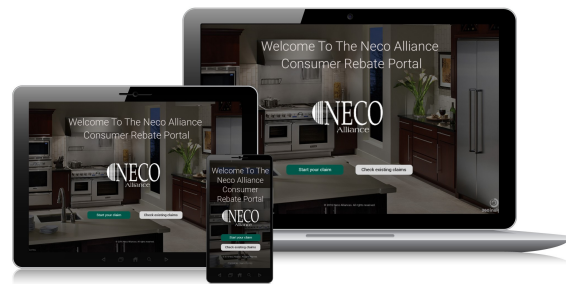 Welcome To The Neco Alliance
Consumer Rebate Portal
NECO
Alliance
Start your claim
Check existing claims
Welcome To The Neco Alliance
Consumer Rebate Portal
NECO
Alliance
Start your claim
Check existing claims
Welcome To The
Neco Alliance
Consumer
Rebate Portal
NECO
Alliance
Start your claim
Check existing claims